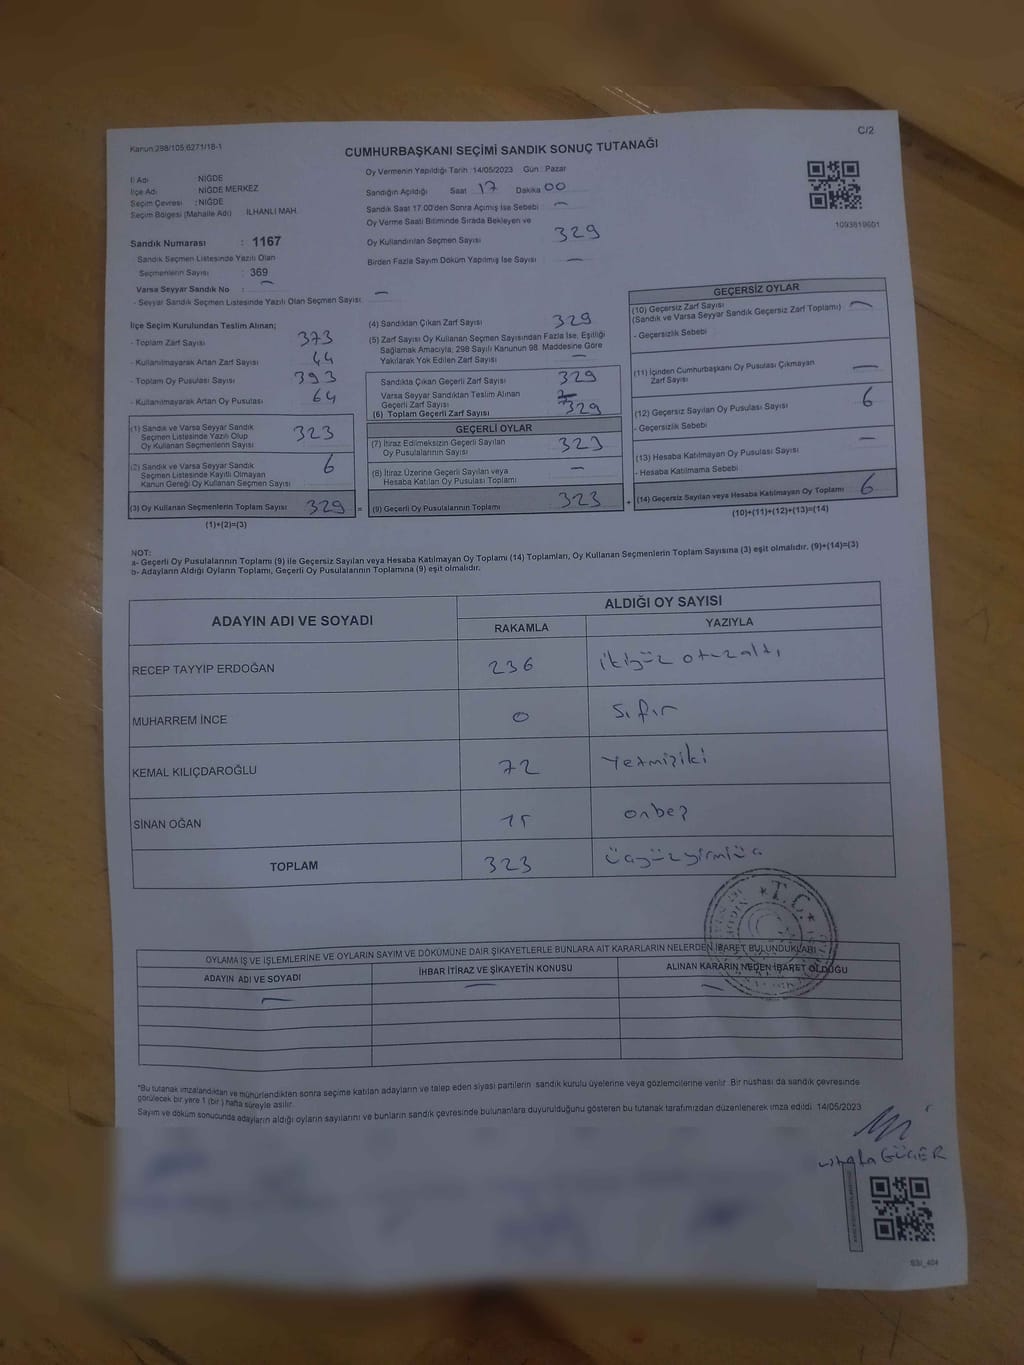 Kanun:298/105,6271/18-1
C/2
CUMHURBAŞKANI SEÇİMİ SANDIK SONUÇ TUTANAĞI
İl Adı NİĞDE
İlçe Adı NİĞDE MERKEZ
Seçim Çevresi : NİĞDE
Seçim Bölgesi (Mahalle Adı) İLHANLI MAH.
Sandık Numarası : 1167
Sandık Seçmen Listesinde Yazılı Olan
Seçmenlerin Sayısı : 369
Varsa Seyyar Sandık No : —
- Seyyar Sandık Seçmen Listesinde Yazılı Olan Seçmen Sayısı: —
Oy Vermenin Yapıldığı Tarih 14/05/2023 Gün : Pazar
Sandığın Açıldığı Saat 17 Dakika 00
Sandık Saat 17:00'den Sonra Açımış İse Sebebi —
Oy Verme Saati Bitiminde Sırada Bekleyen ve
Oy Kullandırılan Seçmen Sayısı 329
Birden Fazla Sayım Döküm Yapılmış İse Sayısı —
1093819601
İlçe Seçim Kurulundan Teslim Alınan;
- Toplam Zarf Sayısı 373
- Kullanılmayarak Artan Zarf Sayısı 44
- Toplam Oy Pusulası Sayısı 393
- Kullanılmayarak Artan Oy Pusulası 64
(1) Sandık ve Varsa Seyyar Sandık
Seçmen Listesinde Yazılı Olup
Oy Kullanan Seçmenlerin Sayısı 323
(2) Sandık ve Varsa Seyyar Sandık
Seçmen Listesinde Kayıtlı Olmayan
Kanun Gereği Oy Kullanan Seçmen Sayısı 6
(3) Oy Kullanan Seçmenlerin Toplam Sayısı 329 =
(1)+(2)=(3)
(4) Sandıktan Çıkan Zarf Sayısı 329
(5) Zarf Sayısı Oy Kullanan Seçmen Sayısından Fazla İse, Eşitliği
Sağlamak Amacıyla; 298 Sayılı Kanunun 98. Maddesine Göre
Yakılarak Yok Edilen Zarf Sayısı —
Sandıkta Çıkan Geçerli Zarf Sayısı 329
Varsa Seyyar Sandıktan Teslim Alınan
Geçerli Zarf Sayısı
(6) Toplam Geçerli Zarf Sayısı 329
GEÇERLİ OYLAR
(7) İtiraz Edilmeksizin Geçerli Sayılan
Oy Pusulalarının Sayısı 323
(8) İtiraz Üzerine Geçerli Sayılan veya
Hesaba Katılan Oy Pusulası Toplamı —
(9) Geçerli Oy Pusulalarının Toplamı 323 +
GEÇERSİZ OYLAR
(10) Geçersiz Zarf Sayısı
(Sandık ve Varsa Seyyar Sandık Geçersiz Zarf Toplamı) —
- Geçersizlik Sebebi
(11) İçinden Cumhurbaşkanı Oy Pusulası Çıkmayan
Zarf Sayısı —
(12) Geçersiz Sayılan Oy Pusulası Sayısı 6
- Geçersizlik Sebebi
(13) Hesaba Katılmayan Oy Pusulası Sayısı —
- Hesaba Katılmama Sebebi
(14) Geçersiz Sayılan veya Hesaba Katılmayan Oy Toplamı 6
(10)+(11)+(12)+(13)=(14)
NOT:
a- Geçerli Oy Pusulalarının Toplamı (9) ile Geçersiz Sayılan veya Hesaba Katılmayan Oy Toplamı (14) Toplamları, Oy Kullanan Seçmenlerin Toplam Sayısına (3) eşit olmalıdır. (9)+(14)=(3)
b- Adayların Aldığı Oyların Toplamı, Geçerli Oy Pusulalarının Toplamına (9) eşit olmalıdır.
ADAYIN ADI VE SOYADI
ALDIĞI OY SAYISI
RAKAMLA YAZIYLA
RECEP TAYYİP ERDOĞAN 236 ikiyüz otuzaltı
MUHARREM İNCE 0 sıfır
KEMAL KILIÇDAROĞLU 72 Yetmişiki
SİNAN OĞAN 15 onbeş
TOPLAM 323 üçyüzyirmiüç
T.C.
OYLAMA İŞ VE İŞLEMLERİNE VE OYLARIN SAYIM VE DÖKÜMÜNE DAİR ŞİKAYETLERLE BUNLARA AİT KARARLARIN NELERDEN İBARET BULUNDUKLARI
ADAYIN ADI VE SOYADI İHBAR İTİRAZ VE ŞİKAYETİN KONUSU ALINAN KARARIN NEDEN İBARET OLDUĞU
— — —
"Bu tutanak imzalandıktan ve mühürlendikten sonra seçime katılan adayların ve talep eden siyasi partilerin sandık kurulu üyelerine veya gözlemcilerine verilir. Bir nüshası da sandık çevresinde
görülecek bir yere 1 (bir) hafta süreyle asılır.
Sayım ve döküm sonucunda adayların aldığı oyların sayılarını ve bunların sandık çevresinde bulunanlara duyurulduğunu gösteren bu tutanak tarafımızdan düzenlenerek imza edildi. 14/05/2023